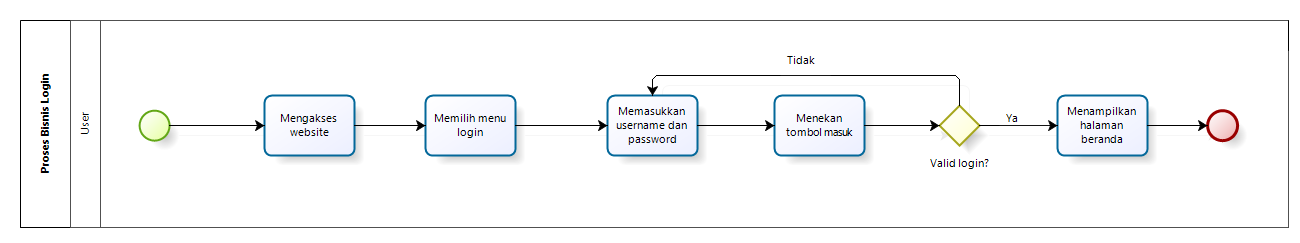 Proses Bisnis Login
User
Mengakses
website
Memilih menu
login
Memasukkan
username dan
password
Menekan
tombol masuk
Tidak
Valid login?
Ya
Menampilkan
halaman
beranda